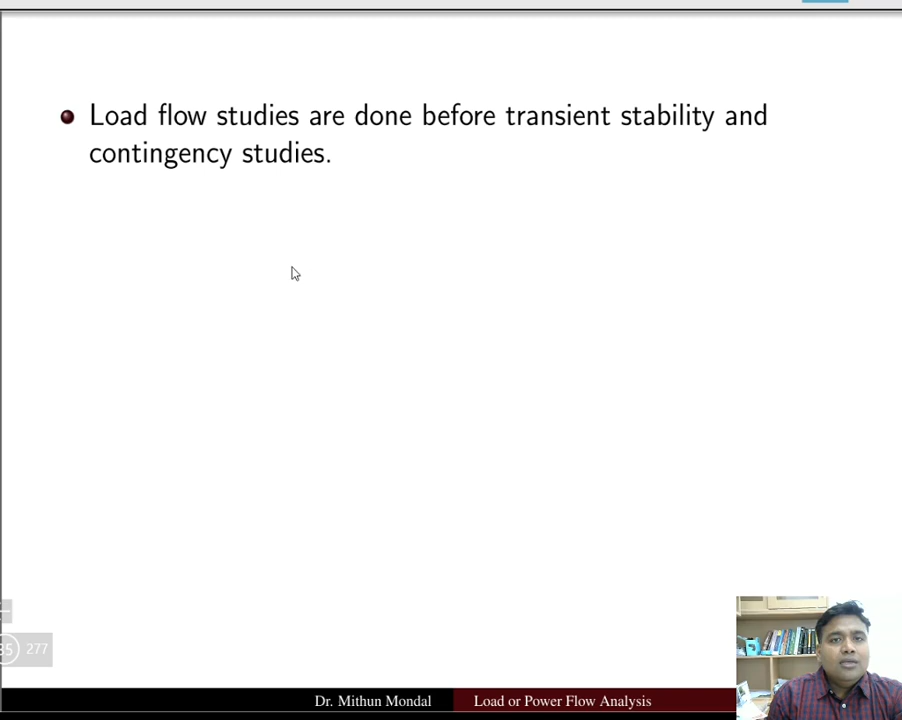 Load flow studies are done before transient stability and
contingency studies.
277
Dr. Mithun Mondal
Load or Power Flow Analysis